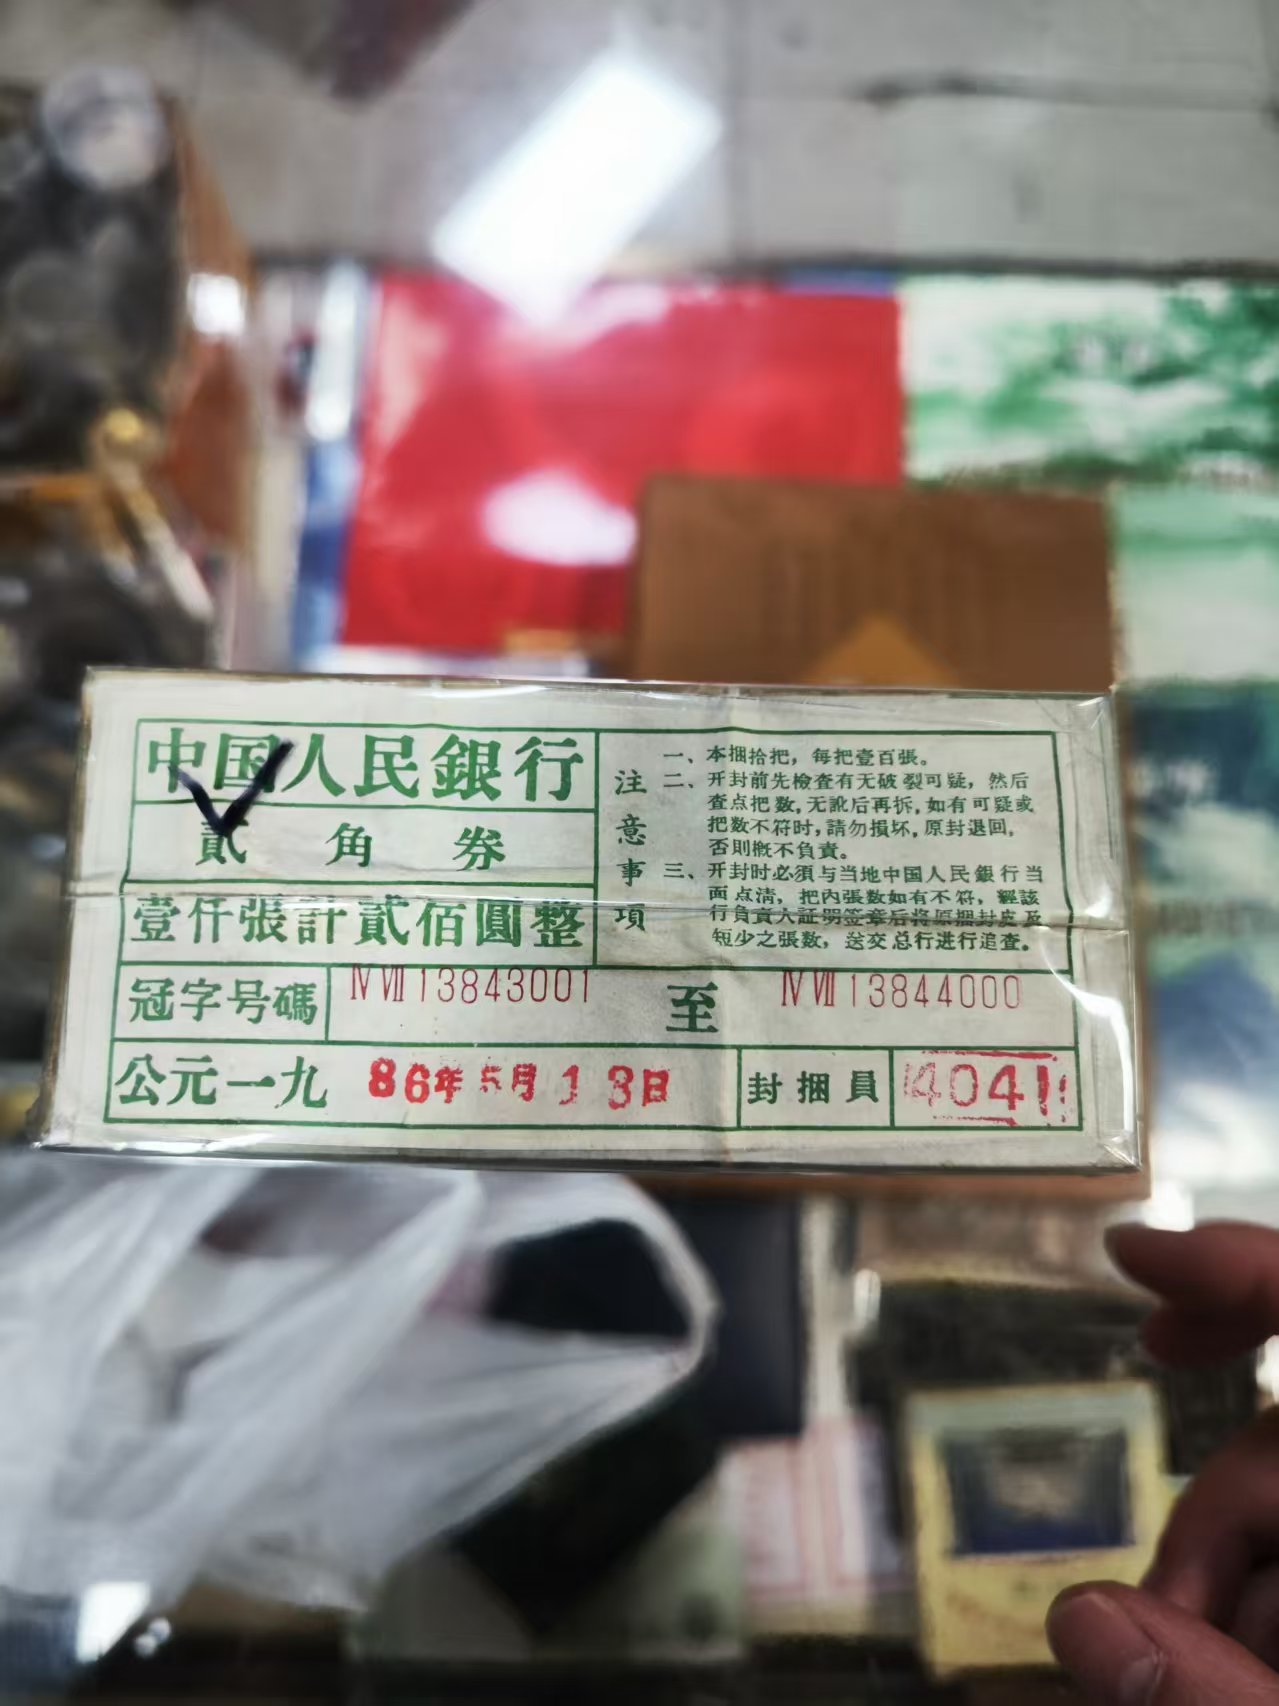 中国人民銀行
貳角券
壹仟張計貳佰圓整
注意事項
一、本捆拾把，每把壹百張。
二、开封前先檢查有无破裂可疑，然后
查点把数，无訛后再拆，如有可疑或
把数不符时，請勿損坏，原封退回，
否則概不負責。
三、开封时必須与当地中国人民銀行当
面点淸，把內張数如有不符，經該
行負責人証明签章后将原捆封皮及
短少之張数，送交总行进行追查。
冠字号碼 ⅣⅦ13843001 至 ⅣⅦ13844000
公元一九 86年5月13日 封捆員 4041